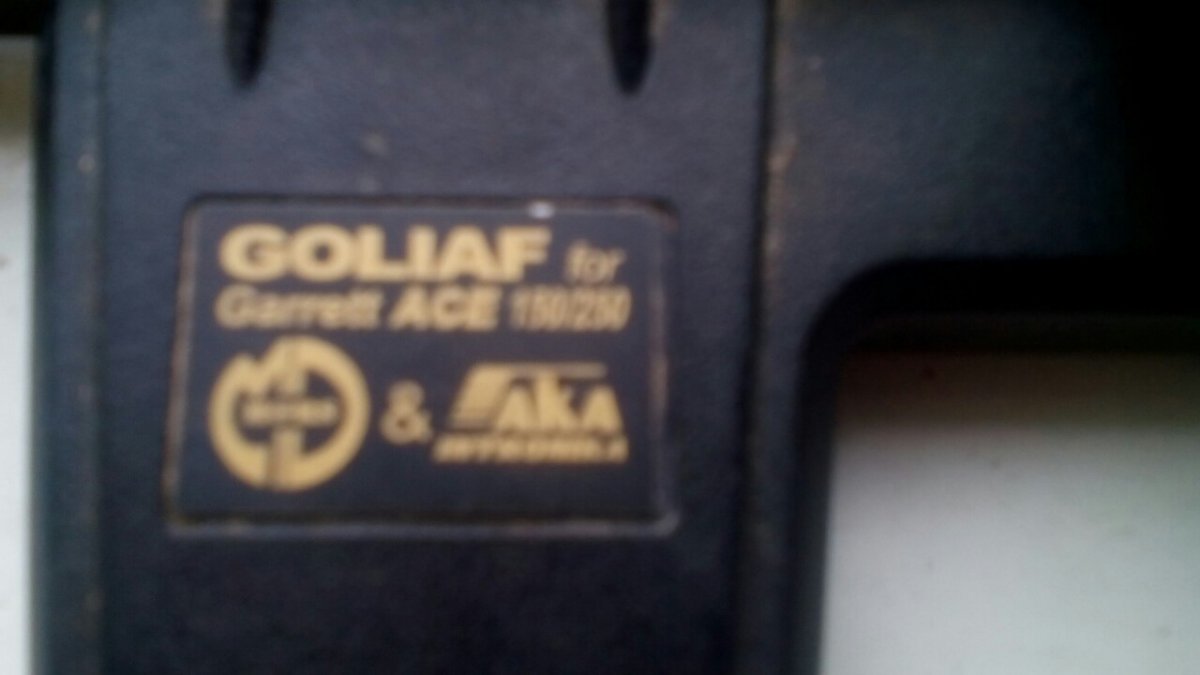 GOLIAF for
Garrett ACE 150/250
& AKA